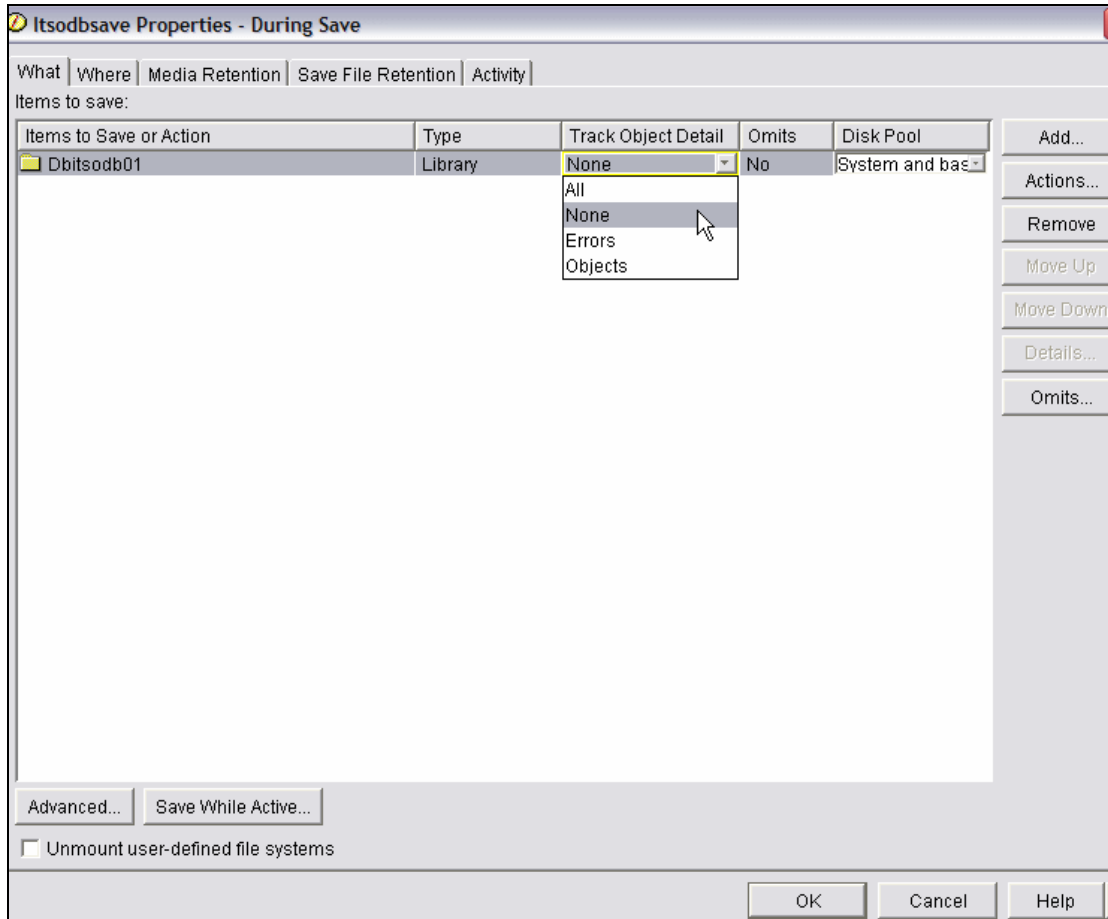 Itsodbsave Properties - During Save
What Where Media Retention Save File Retention Activity
Items to save:
Items to Save or Action Type Track Object Detail Omits Disk Pool
Dbitsodb01 Library None No System and bas
All
None
Errors
Objects
Add...
Actions...
Remove
Move Up
Move Down
Details...
Omits...
Advanced... Save While Active...
Unmount user-defined file systems
OK Cancel Help